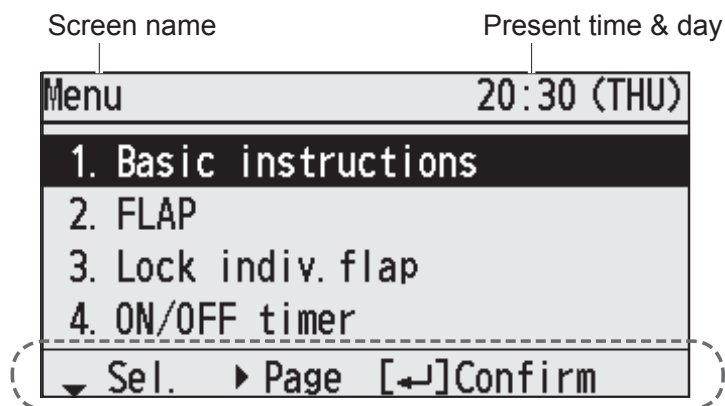 Screen name Present time & day
Menu 20:30 (THU)
1. Basic instructions
2. FLAP
3. Lock indiv. flap
4. ON/OFF timer
Sel. ▸ Page [↵]Confirm